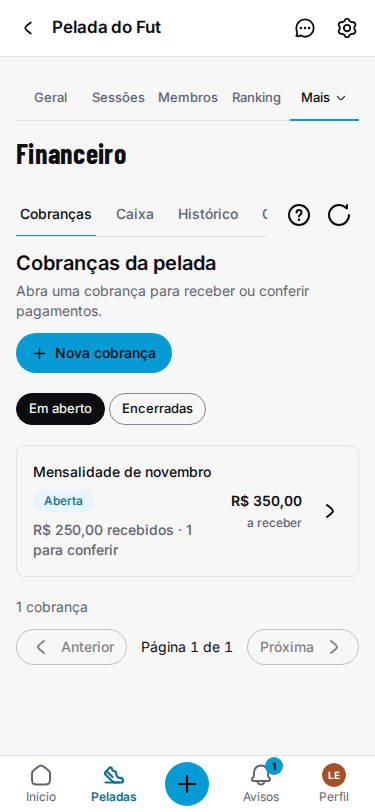 Pelada do Fut
Geral
Sessões
Membros
Ranking
Mais
Financeiro
Cobranças
Caixa
Histórico
Cobranças da pelada
Abra uma cobrança para receber ou conferir
pagamentos.
+ Nova cobrança
Em aberto
Encerradas
Mensalidade de novembro
Aberta
R$ 350,00
a receber
R$ 250,00 recebidos · 1
para conferir
1 cobrança
Anterior
Página 1 de 1
Próxima
1
LE
Início
Peladas
Avisos
Perfil